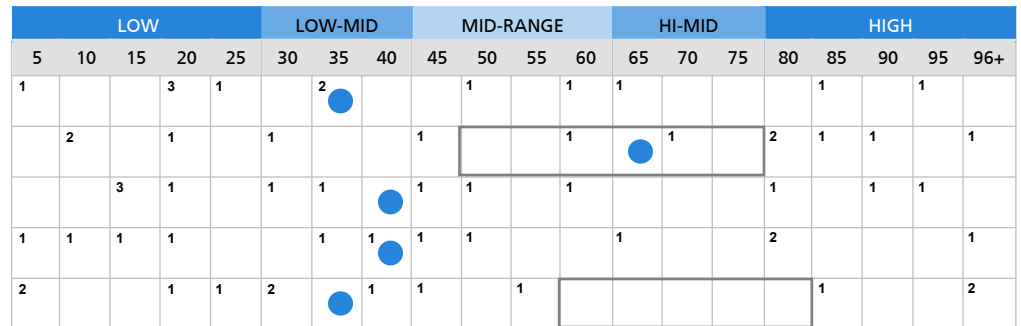 LOW LOW-MID MID-RANGE HI-MID HIGH
5 10 15 20 25 30 35 40 45 50 55 60 65 70 75 80 85 90 95 96+
1 3 1 2 1 1 1 1 1
2 1 1 1 1 1 2 1 1 1
3 1 1 1 1 1 1 1 1 1
1 1 1 1 1 1 1 1 1 2 1
2 1 1 2 1 1 1 1 2